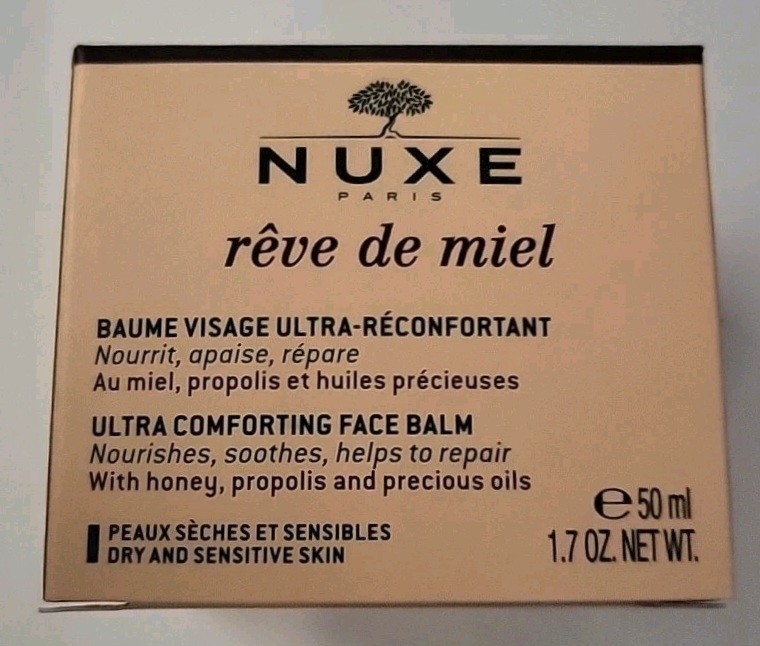 NUXE
PARIS
rêve de miel
BAUME VISAGE ULTRA-RÉCONFORTANT
Nourrit, apaise, répare
Au miel, propolis et huiles précieuses
ULTRA COMFORTING FACE BALM
Nourishes, soothes, helps to repair
With honey, propolis and precious oils
PEAUX SÈCHES ET SENSIBLES
DRY AND SENSITIVE SKIN
℮ 50 ml
1.7 OZ. NET WT.